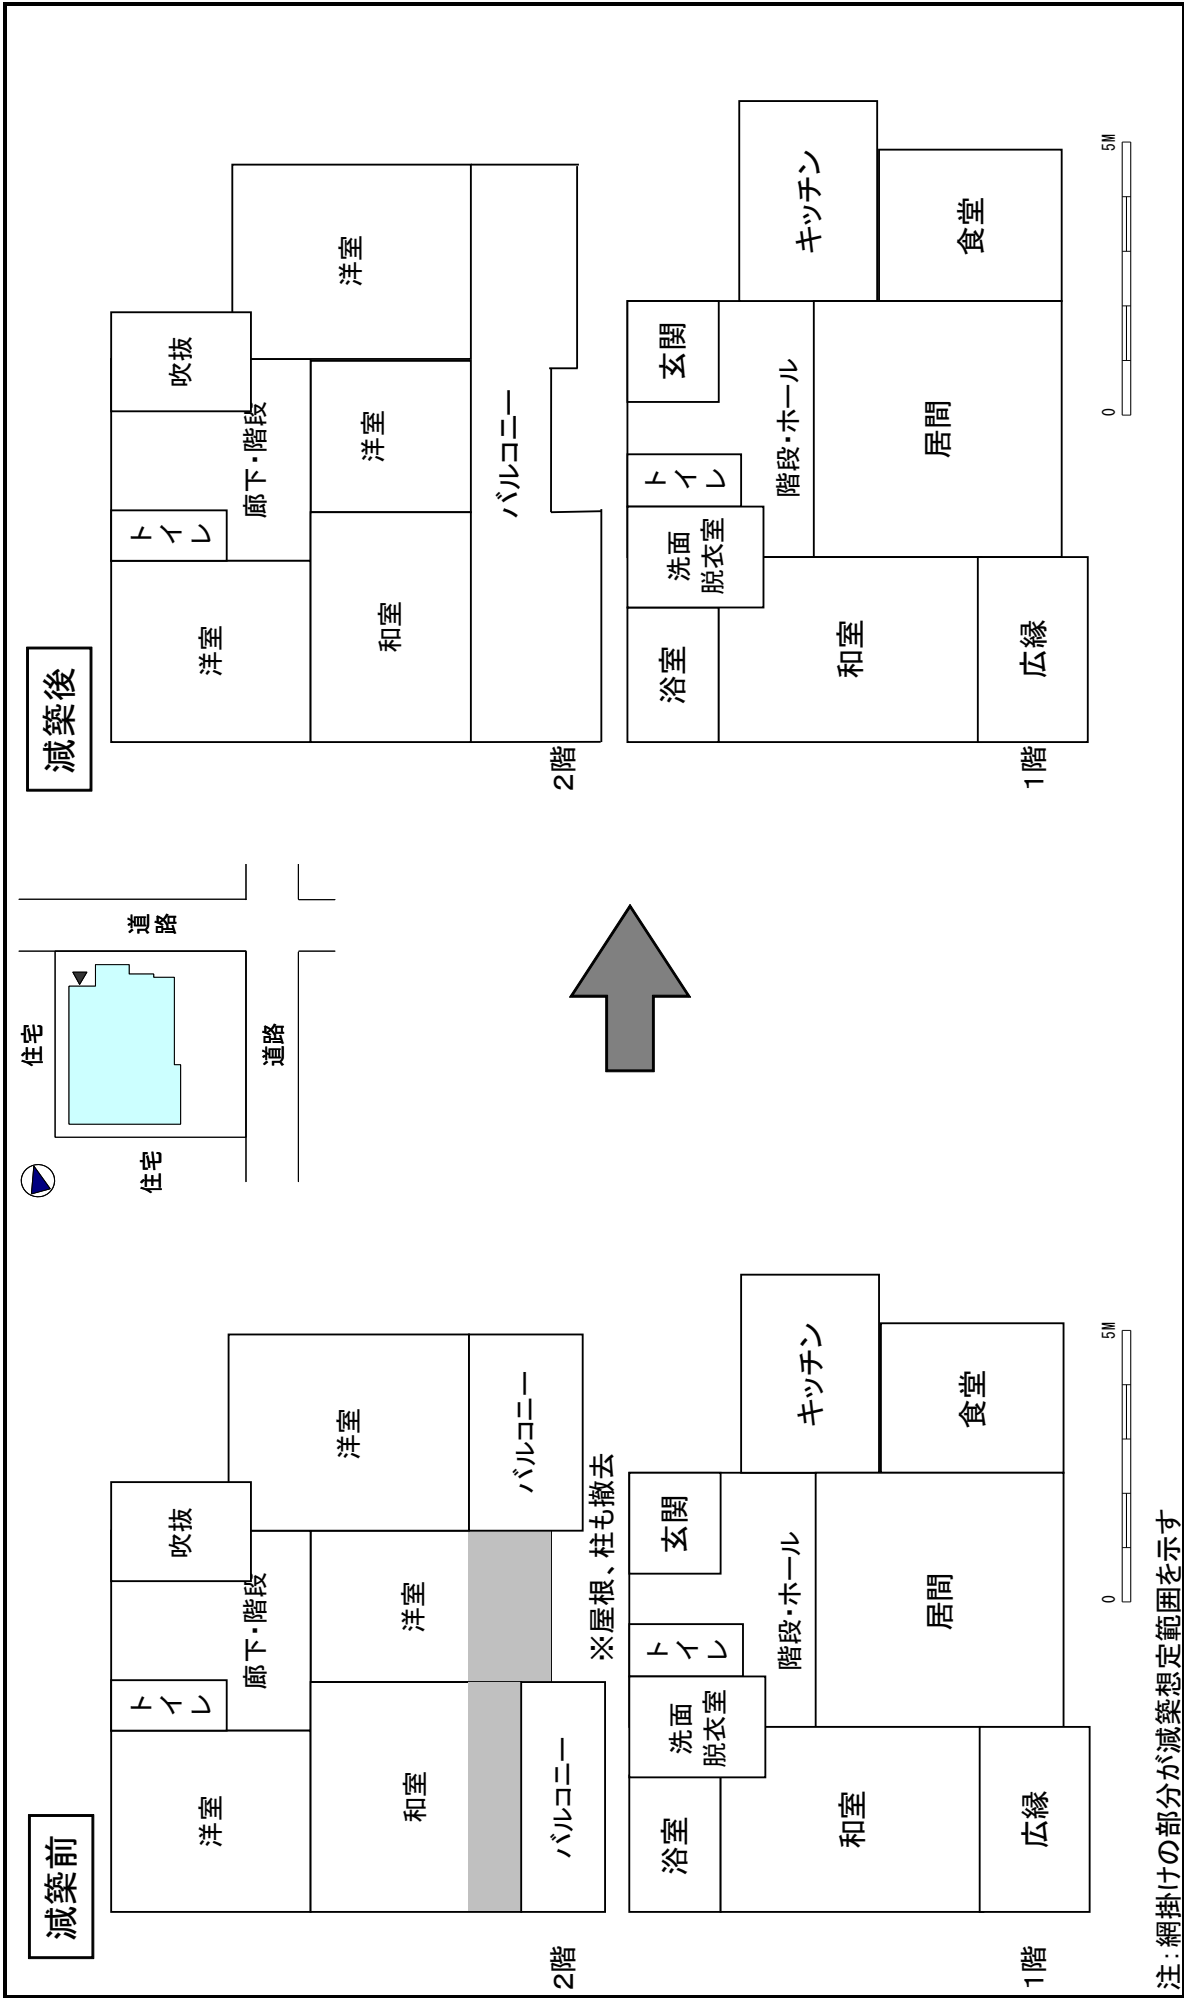 減築前
2階
洋室
トイレ
廊下・階段
吹抜
和室
洋室
洋室
バルコニー
バルコニー
※屋根、柱も撤去
1階
浴室
洗面
脱衣室
トイレ
玄関
階段・ホール
キッチン
和室
居間
食堂
広縁
0
5M
注：網掛けの部分が減築想定範囲を示す
住宅
住宅
道路
道路
減築後
2階
洋室
トイレ
廊下・階段
吹抜
和室
洋室
洋室
バルコニー
1階
浴室
洗面
脱衣室
トイレ
玄関
階段・ホール
キッチン
和室
居間
食堂
広縁
0
5M